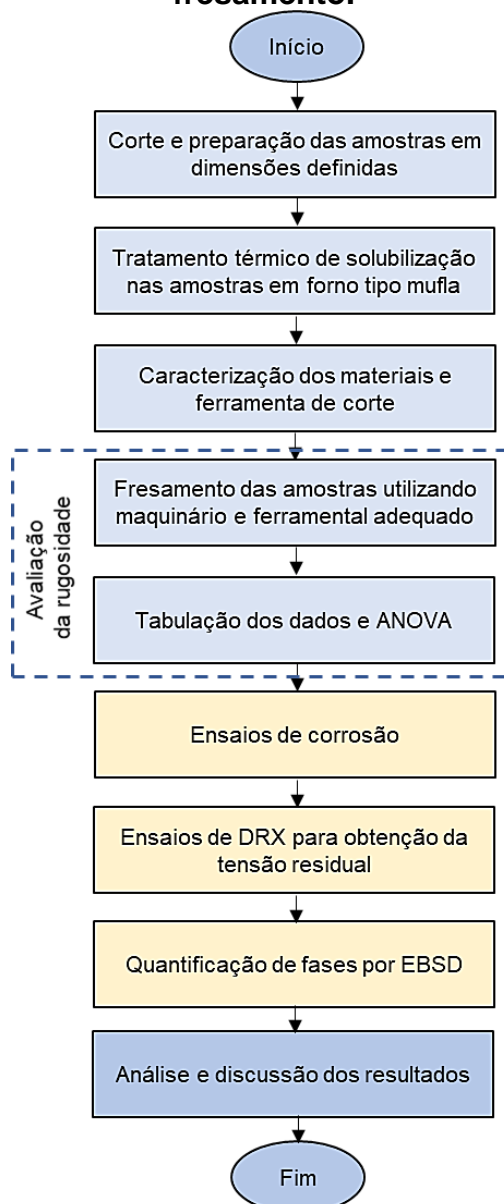 fresamento.
Início
Corte e preparação das amostras em
dimensões definidas
Tratamento térmico de solubilização
nas amostras em forno tipo mufla
Caracterização dos materiais e
ferramenta de corte
Avaliação
da rugosidade
Fresamento das amostras utilizando
maquinário e ferramental adequado
Tabulação dos dados e ANOVA
Ensaios de corrosão
Ensaios de DRX para obtenção da
tensão residual
Quantificação de fases por EBSD
Análise e discussão dos resultados
Fim